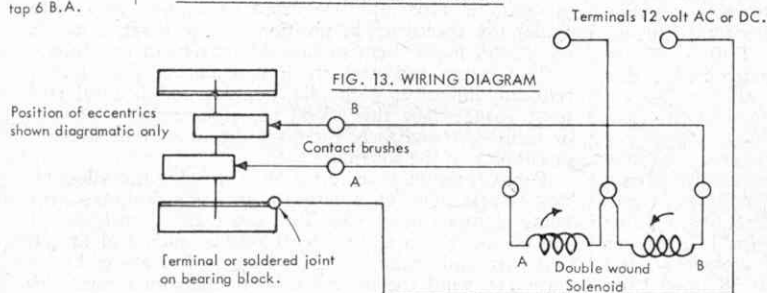 tap 6 B.A.
Terminals 12 volt AC or DC.
FIG. 13. WIRING DIAGRAM
Position of eccentrics
shown diagramatic only
B
Contact brushes
A
Terminal or soldered joint
on bearing block.
A
Double wound
Solenoid
B